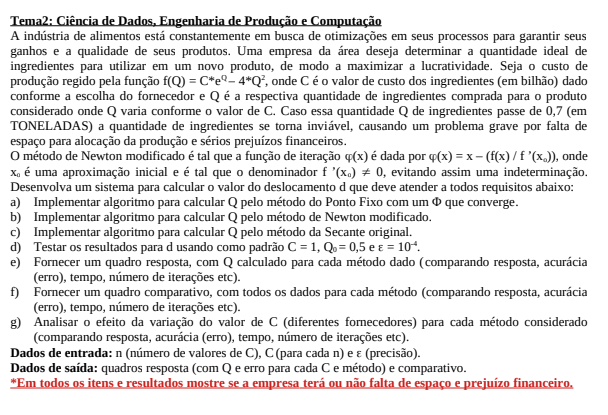 Tema2: Ciência de Dados, Engenharia de Produção e Computação
A indústria de alimentos está constantemente em busca de otimizações em seus processos para garantir seus
ganhos e a qualidade de seus produtos. Uma empresa da área deseja determinar a quantidade ideal de
ingredientes para utilizar em um novo produto, de modo a maximizar a lucratividade. Seja o custo de
produção regido pela função f(Q) = C*e^Q – 4*Q², onde C é o valor de custo dos ingredientes (em bilhão) dado
conforme a escolha do fornecedor e Q é a respectiva quantidade de ingredientes comprada para o produto
considerado onde Q varia conforme o valor de C. Caso essa quantidade Q de ingredientes passe de 0,7 (em
TONELADAS) a quantidade de ingredientes se torna inviável, causando um problema grave por falta de
espaço para alocação da produção e sérios prejuízos financeiros.
O método de Newton modificado é tal que a função de iteração φ(x) é dada por φ(x) = x – (f(x) / f ’(x₀)), onde
x₀ é uma aproximação inicial e é tal que o denominador f ’(x₀) ≠ 0, evitando assim uma indeterminação.
Desenvolva um sistema para calcular o valor do deslocamento d que deve atender a todos requisitos abaixo:
a) Implementar algoritmo para calcular Q pelo método do Ponto Fixo com um Φ que converge.
b) Implementar algoritmo para calcular Q pelo método de Newton modificado.
c) Implementar algoritmo para calcular Q pelo método da Secante original.
d) Testar os resultados para d usando como padrão C = 1, Q₀ = 0,5 e ε = 10⁻⁴.
e) Fornecer um quadro resposta, com Q calculado para cada método dado (comparando resposta, acurácia
(erro), tempo, número de iterações etc).
f) Fornecer um quadro comparativo, com todos os dados para cada método (comparando resposta, acurácia
(erro), tempo, número de iterações etc).
g) Analisar o efeito da variação do valor de C (diferentes fornecedores) para cada método considerado
(comparando resposta, acurácia (erro), tempo, número de iterações etc).
Dados de entrada: n (número de valores de C), C (para cada n) e ε (precisão).
Dados de saída: quadros resposta (com Q e erro para cada C e método) e comparativo.
*Em todos os itens e resultados mostre se a empresa terá ou não falta de espaço e prejuízo financeiro.